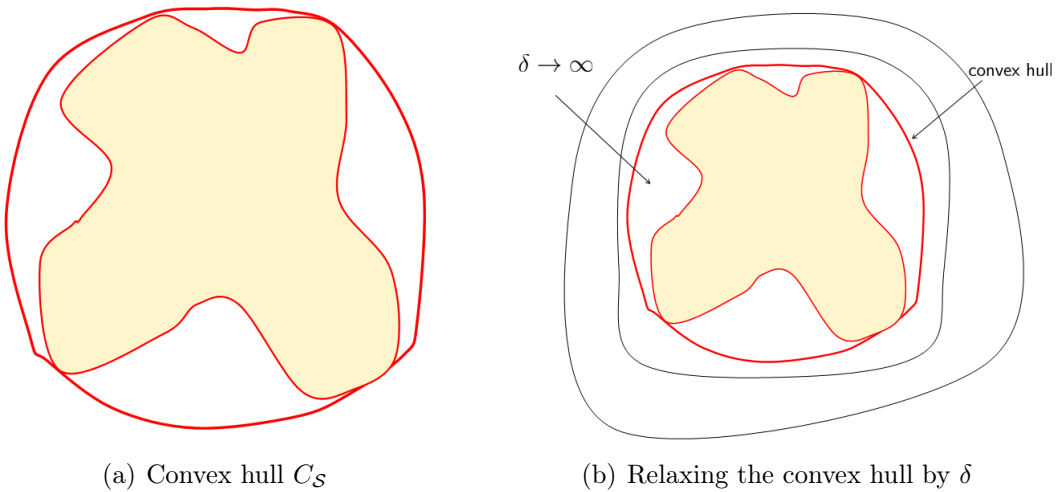 δ → ∞
convex hull
(a) Convex hull C_𝒮
(b) Relaxing the convex hull by δ